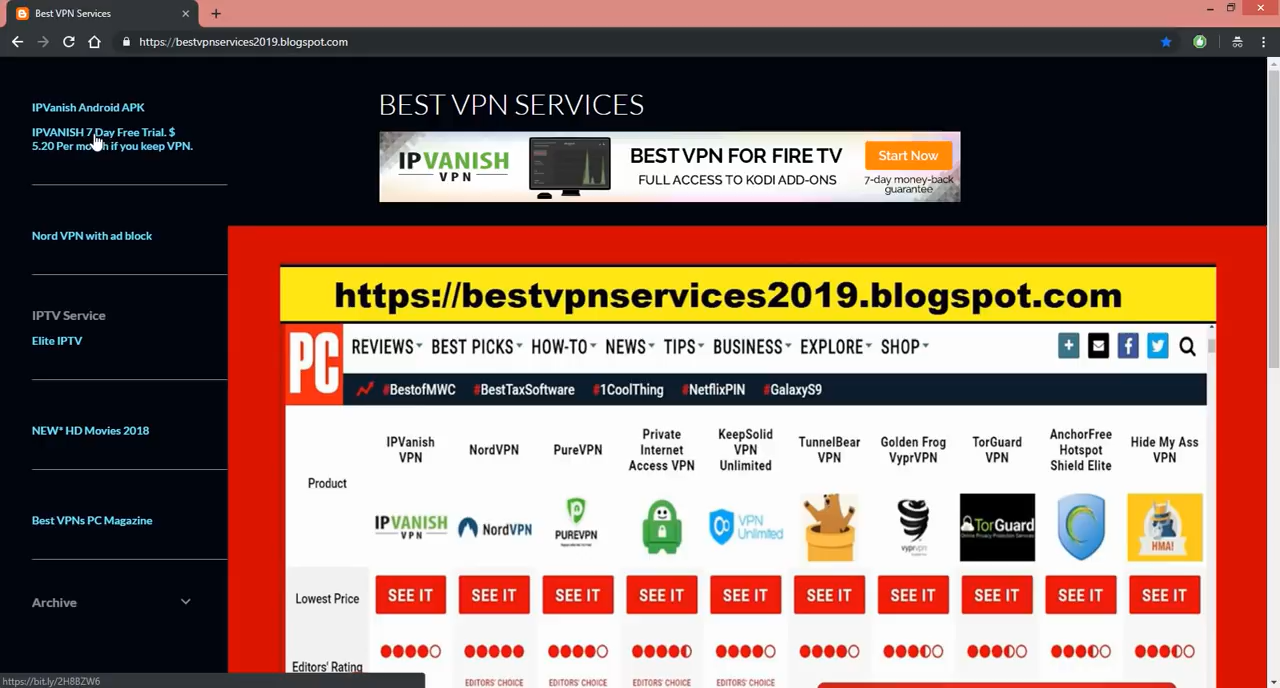 Best VPN Services
https://bestvpnservices2019.blogspot.com
IPVanish Android APK
IPVANISH 7 Day Free Trial. $
5.20 Per month if you keep VPN.
Nord VPN with ad block
IPTV Service
Elite IPTV
NEW* HD Movies 2018
Best VPNs PC Magazine
Archive
BEST VPN SERVICES
IPVANISH
VPN
BEST VPN FOR FIRE TV
FULL ACCESS TO KODI ADD-ONS
Start Now
7-day money-back
guarantee
https://bestvpnservices2019.blogspot.com
PC
REVIEWS BEST PICKS HOW-TO NEWS TIPS BUSINESS EXPLORE SHOP
#BestofMWC #BestTaxSoftware #1CoolThing #NetflixPIN #GalaxyS9
Product
IPVanish
VPN
NordVPN
PureVPN
Private
Internet
Access VPN
KeepSolid
VPN
Unlimited
TunnelBear
VPN
Golden Frog
VyprVPN
TorGuard
VPN
AnchorFree
Hotspot
Shield Elite
Hide My Ass
VPN
IPVANISH
VPN
NordVPN
PUREVPN
VPN
Unlimited
vyprvpn
TorGuard
HMA!
Lowest Price
SEE IT SEE IT SEE IT SEE IT SEE IT SEE IT SEE IT SEE IT SEE IT SEE IT
Editors' Rating
EDITORS' CHOICE EDITORS' CHOICE EDITORS' CHOICE
https://bit.ly/2H8BZW6